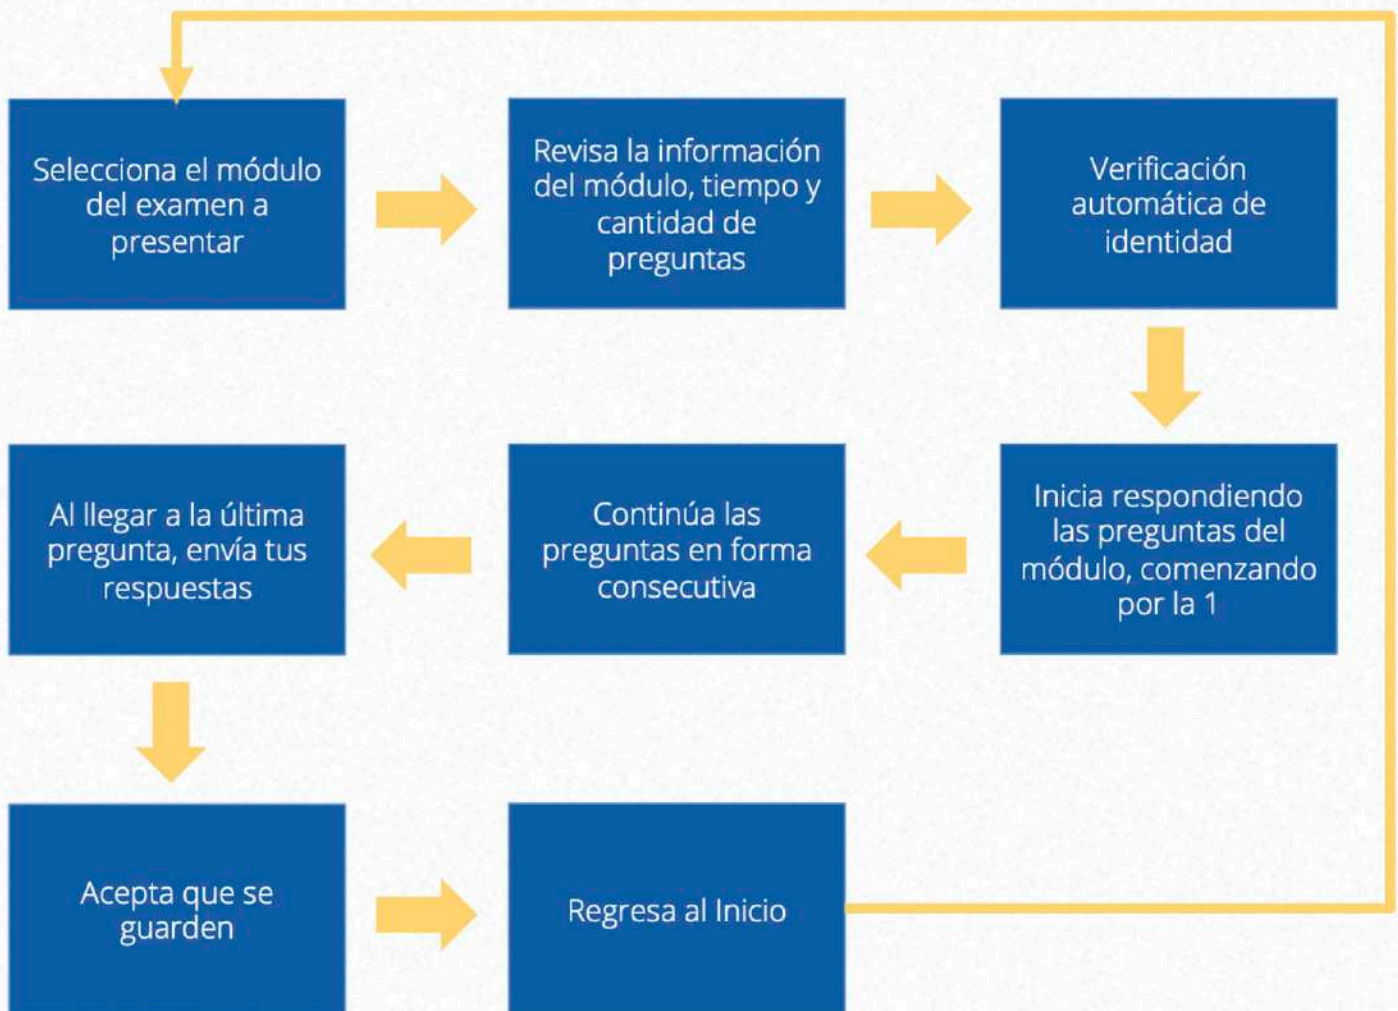 Selecciona el módulo
del examen a
presentar
Revisa la información
del módulo, tiempo y
cantidad de
preguntas
Verificación
automática de
identidad
Inicia respondiendo
las preguntas del
módulo, comenzando
por la 1
Continúa las
preguntas en forma
consecutiva
Al llegar a la última
pregunta, envía tus
respuestas
Acepta que se
guarden
Regresa al Inicio